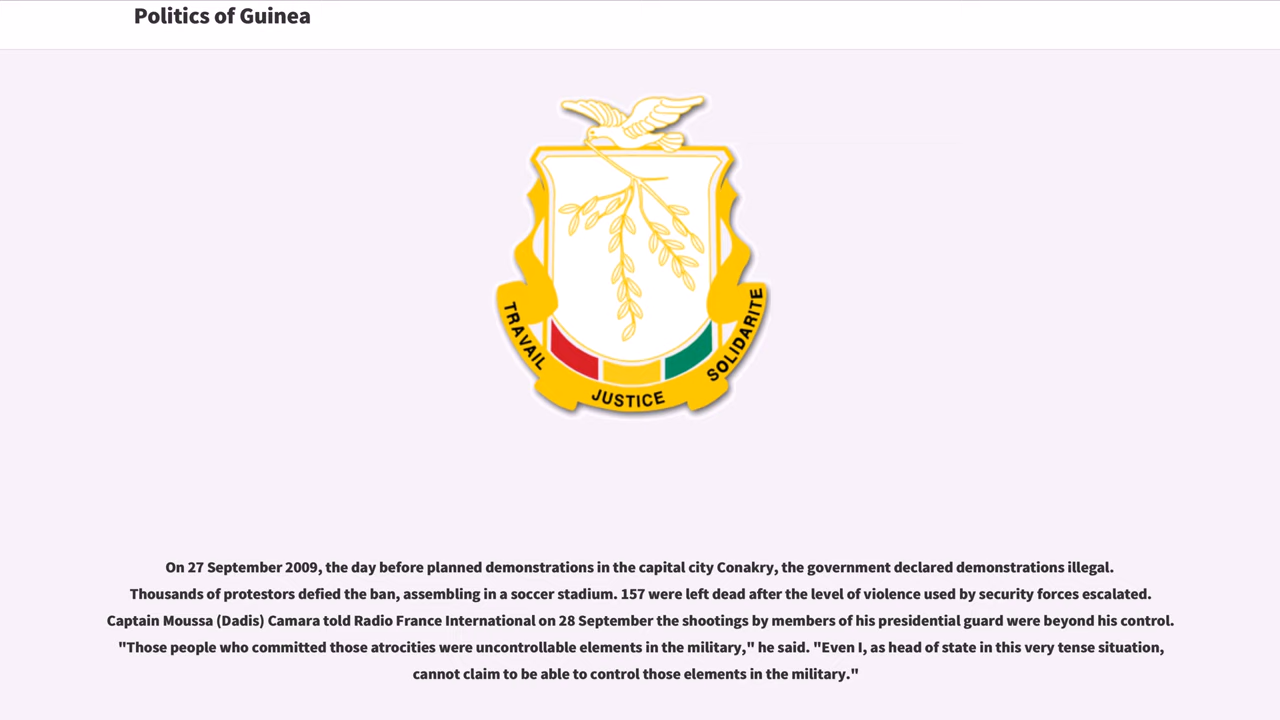 Politics of Guinea
TRAVAIL
JUSTICE
SOLIDARITE
On 27 September 2009, the day before planned demonstrations in the capital city Conakry, the government declared demonstrations illegal.
Thousands of protestors defied the ban, assembling in a soccer stadium. 157 were left dead after the level of violence used by security forces escalated.
Captain Moussa (Dadis) Camara told Radio France International on 28 September the shootings by members of his presidential guard were beyond his control.
"Those people who committed those atrocities were uncontrollable elements in the military," he said. "Even I, as head of state in this very tense situation,
cannot claim to be able to control those elements in the military."